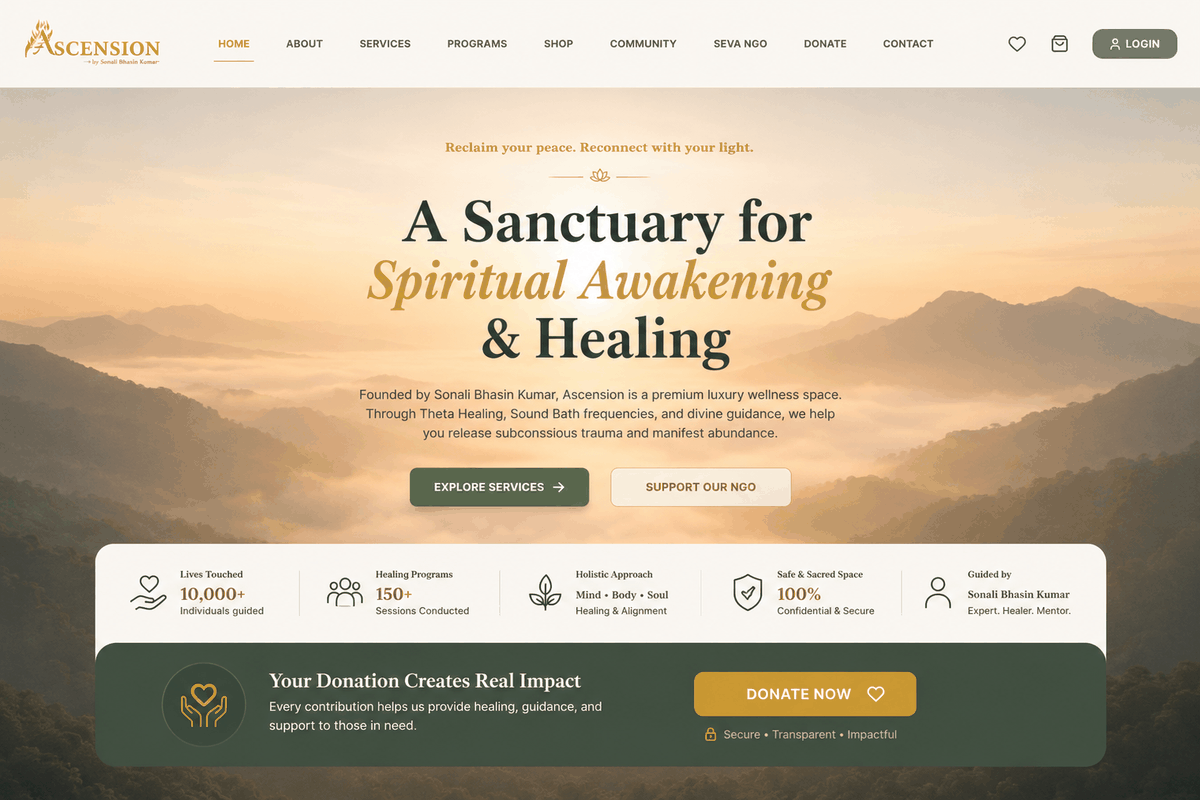 ASCENSION
by Sonali Bhasin Kumar
HOME
ABOUT
SERVICES
PROGRAMS
SHOP
COMMUNITY
SEVA NGO
DONATE
CONTACT
LOGIN
Reclaim your peace. Reconnect with your light.
A Sanctuary for
Spiritual Awakening
& Healing
Founded by Sonali Bhasin Kumar, Ascension is a premium luxury wellness space.
Through Theta Healing, Sound Bath frequencies, and divine guidance, we help
you release subconssious trauma and manifest abundance.
EXPLORE SERVICES →
SUPPORT OUR NGO
Lives Touched
10,000+
Individuals guided
Healing Programs
150+
Sessions Conducted
Holistic Approach
Mind • Body • Soul
Healing & Alignment
Safe & Sacred Space
100%
Confidential & Secure
Guided by
Sonali Bhasin Kumar
Expert. Healer. Mentor.
Your Donation Creates Real Impact
Every contribution helps us provide healing, guidance, and
support to those in need.
DONATE NOW
Secure • Transparent • Impactful